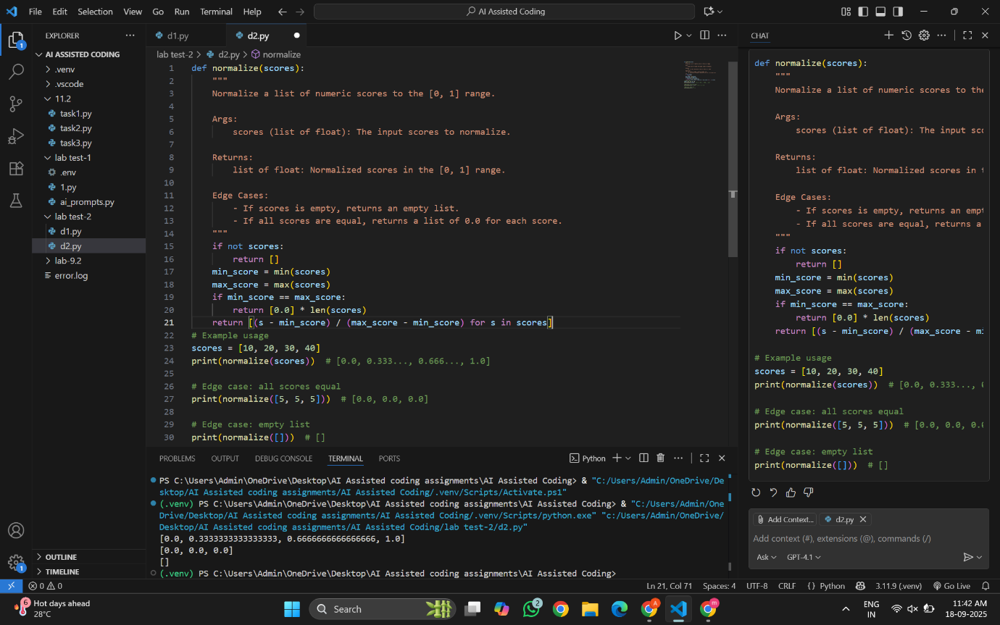 File Edit Selection View Go Run Terminal Help
AI Assisted Coding
EXPLORER
AI ASSISTED CODING
.venv
.vscode
11.2
task1.py
task2.py
task3.py
lab test-1
.env
1.py
ai_prompts.py
lab test-2
d1.py
d2.py
lab-9.2
error.log
OUTLINE
TIMELINE
1
1
d1.py
d2.py
lab test-2 > d2.py > normalize
1 def normalize(scores):
2     """
3     Normalize a list of numeric scores to the [0, 1] range.
4
5     Args:
6         scores (list of float): The input scores to normalize.
7
8     Returns:
9         list of float: Normalized scores in the [0, 1] range.
10
11     Edge Cases:
12         - If scores is empty, returns an empty list.
13         - If all scores are equal, returns a list of 0.0 for each score.
14     """
15     if not scores:
16         return []
17     min_score = min(scores)
18     max_score = max(scores)
19     if min_score == max_score:
20         return [0.0] * len(scores)
21     return [(s - min_score) / (max_score - min_score) for s in scores]
22 # Example usage
23 scores = [10, 20, 30, 40]
24 print(normalize(scores))  # [0.0, 0.333..., 0.666..., 1.0]
25
26 # Edge case: all scores equal
27 print(normalize([5, 5, 5]))  # [0.0, 0.0, 0.0]
28
29 # Edge case: empty list
30 print(normalize([]))  # []
PROBLEMS OUTPUT DEBUG CONSOLE TERMINAL PORTS
Python
PS C:\Users\Admin\OneDrive\Desktop\AI Assisted coding assignments\AI Assisted Coding> & "C:/Users/Admin/OneDrive/De
sktop/AI Assisted coding assignments/AI Assisted Coding/.venv/Scripts/Activate.ps1"
(.venv) PS C:\Users\Admin\OneDrive\Desktop\AI Assisted coding assignments\AI Assisted Coding> & "C:/Users/Admin/One
Drive/Desktop/AI Assisted coding assignments/AI Assisted Coding/.venv/Scripts/python.exe" "c:/Users/Admin/OneDrive/
Desktop/AI Assisted coding assignments/AI Assisted Coding/lab test-2/d2.py"
[0.0, 0.3333333333333333, 0.6666666666666666, 1.0]
[0.0, 0.0, 0.0]
[]
(.venv) PS C:\Users\Admin\OneDrive\Desktop\AI Assisted coding assignments\AI Assisted Coding>
CHAT
def normalize(scores):
    """
    Normalize a list of numeric scores to the
    Args:
        scores (list of float): The input sco
    Returns:
        list of float: Normalized scores in t
    Edge Cases:
        - If scores is empty, returns an empt
        - If all scores are equal, returns a
    """
    if not scores:
        return []
    min_score = min(scores)
    max_score = max(scores)
    if min_score == max_score:
        return [0.0] * len(scores)
    return [(s - min_score) / (max_score - mi
# Example usage
scores = [10, 20, 30, 40]
print(normalize(scores))  # [0.0, 0.333..., 0
# Edge case: all scores equal
print(normalize([5, 5, 5]))  # [0.0, 0.0, 0.0
# Edge case: empty list
print(normalize([]))  # []
Add Context... d2.py
Add context (#), extensions (@), commands (/)
Ask GPT-4.1
0 0
Ln 21, Col 71 Spaces: 4 UTF-8 CRLF {} Python 3.11.9 (.venv) Go Live
6
Hot days ahead
28°C
Search
2
A
m
ENG
IN
11:42 AM
18-09-2025